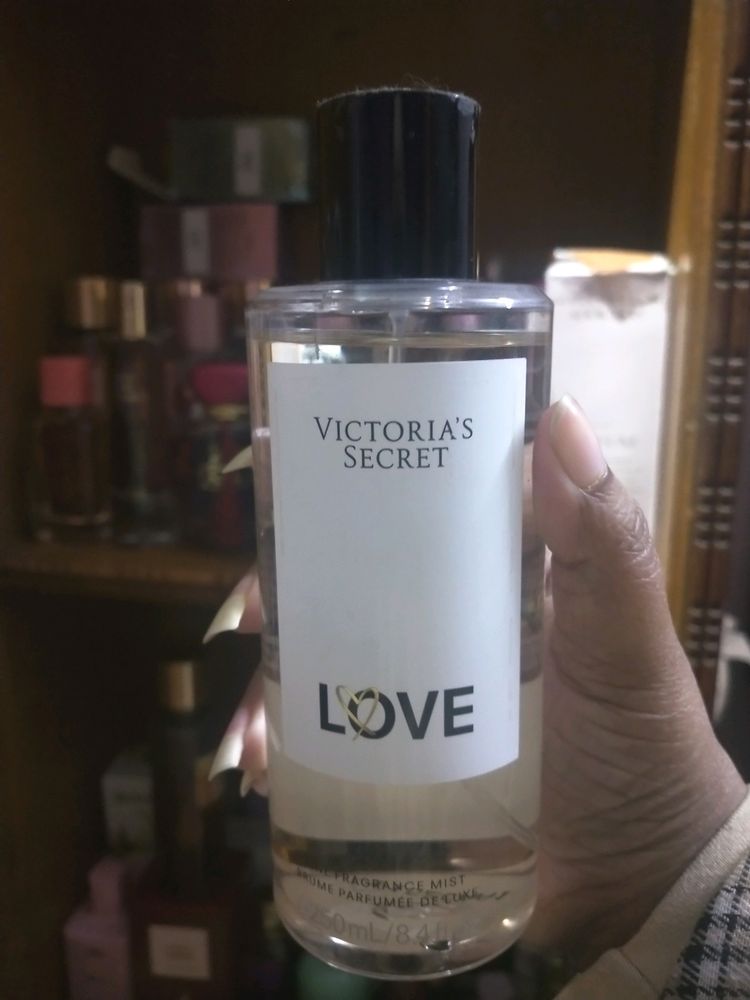 VICTORIA'S
SECRET
LOVE
FRAGRANCE MIST
BRUME PARFUMÉE DE LUXE
250mL/8.4